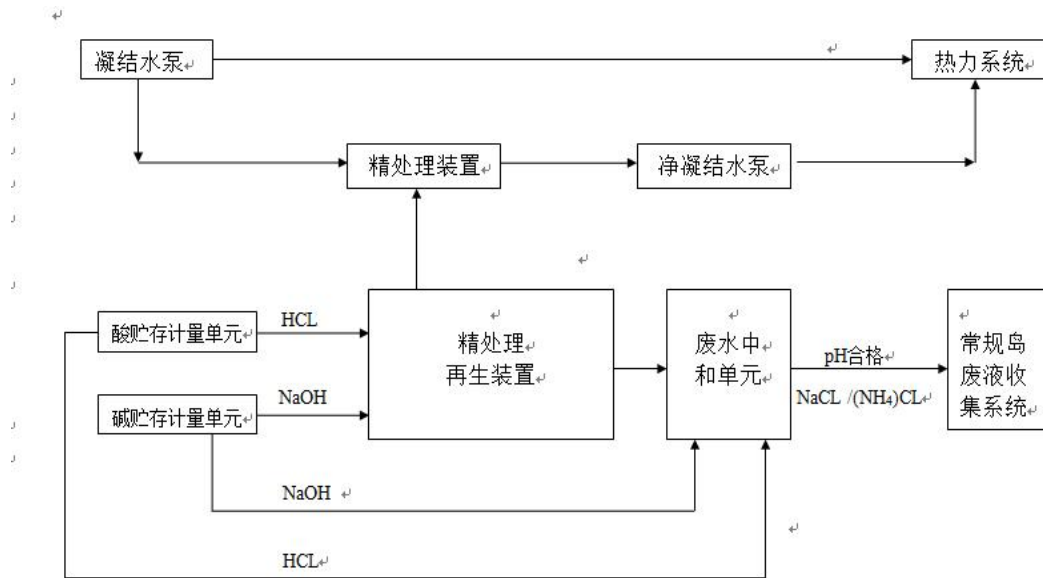 凝结水泵
热力系统
精处理装置
净凝结水泵
酸贮存计量单元
HCL
碱贮存计量单元
NaOH
精处理
再生装置
废水中
和单元
pH合格
NaCL /(NH₄)CL
常规岛
废液收
集系统
NaOH
HCL